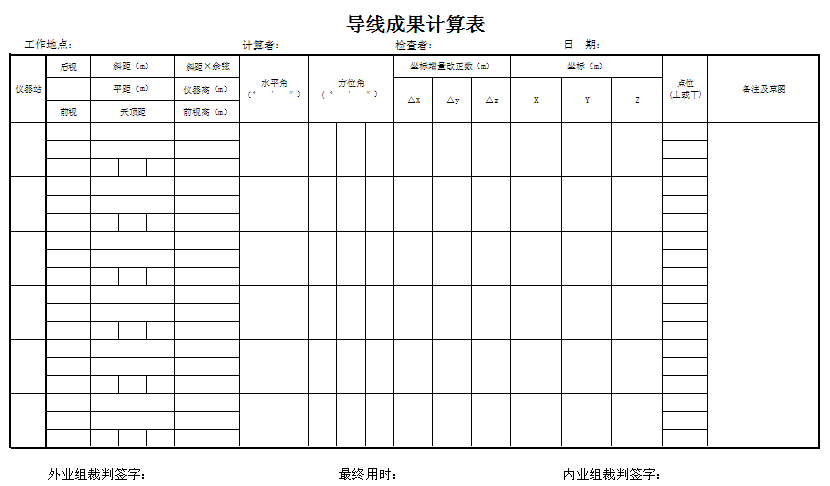 导线成果计算表
工作地点： 计算者： 检查者： 日 期：
仪器站 后视 斜距（m） 斜距×余弦 水平角 （° ′ ″） 方位角 （° ′ ″） 坐标增量改正数（m） 坐标（m） 点位 (⊥或丅) 备注及草图
平距（m） 仪器高（m）
△x △y △z X Y Z
前视 天顶距 前视高（m）
外业组裁判签字： 最终用时： 内业组裁判签字：